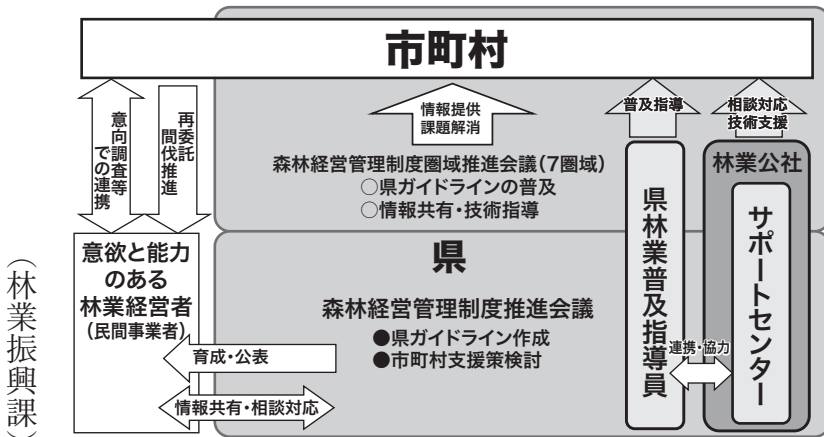 市町村
意向調査等
での連携
再委託
間伐推進
情報提供
課題解消
普及指導
相談対応
技術支援
森林経営管理制度圏域推進会議（7圏域）
○県ガイドラインの普及
○情報共有・技術指導
林業公社
サポートセンター
県林業普及指導員
連携・協力
意欲と能力
のある
林業経営者
（民間事業者）
県
森林経営管理制度推進会議
●県ガイドライン作成
●市町村支援策検討
育成・公表
情報共有・相談対応
（林業振興課）